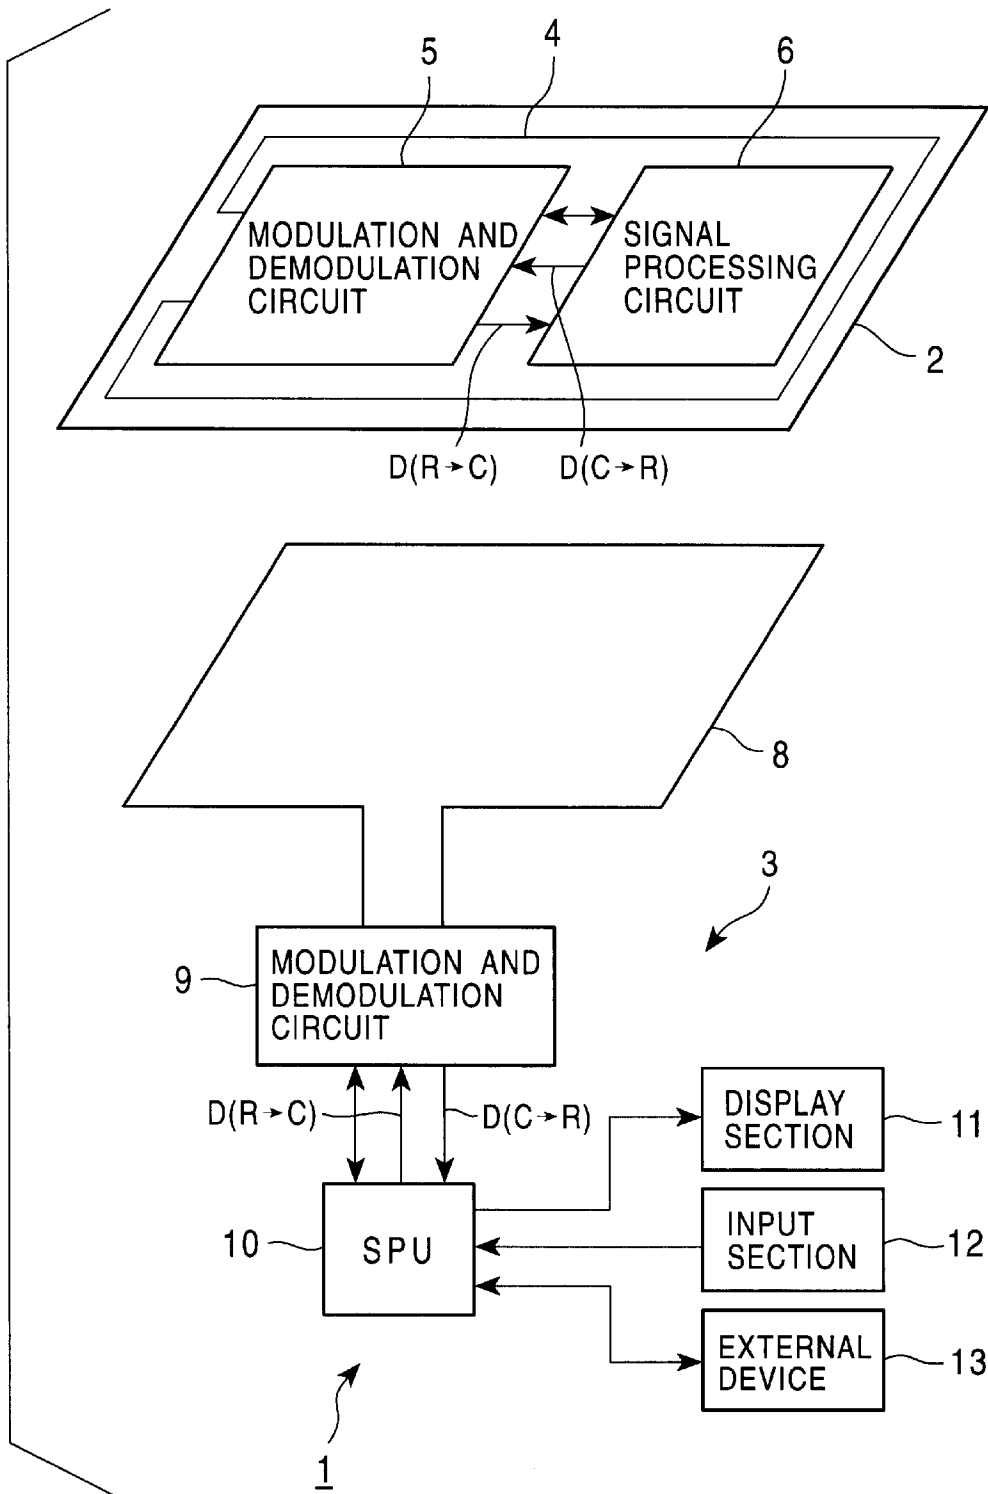 4
5
6
MODULATION AND
DEMODULATION
CIRCUIT
SIGNAL
PROCESSING
CIRCUIT
2
D(R→C)
D(C→R)
8
3
9
MODULATION AND
DEMODULATION
CIRCUIT
D(R→C)
D(C→R)
DISPLAY
SECTION
11
10
SPU
INPUT
SECTION
12
EXTERNAL
DEVICE
13
1